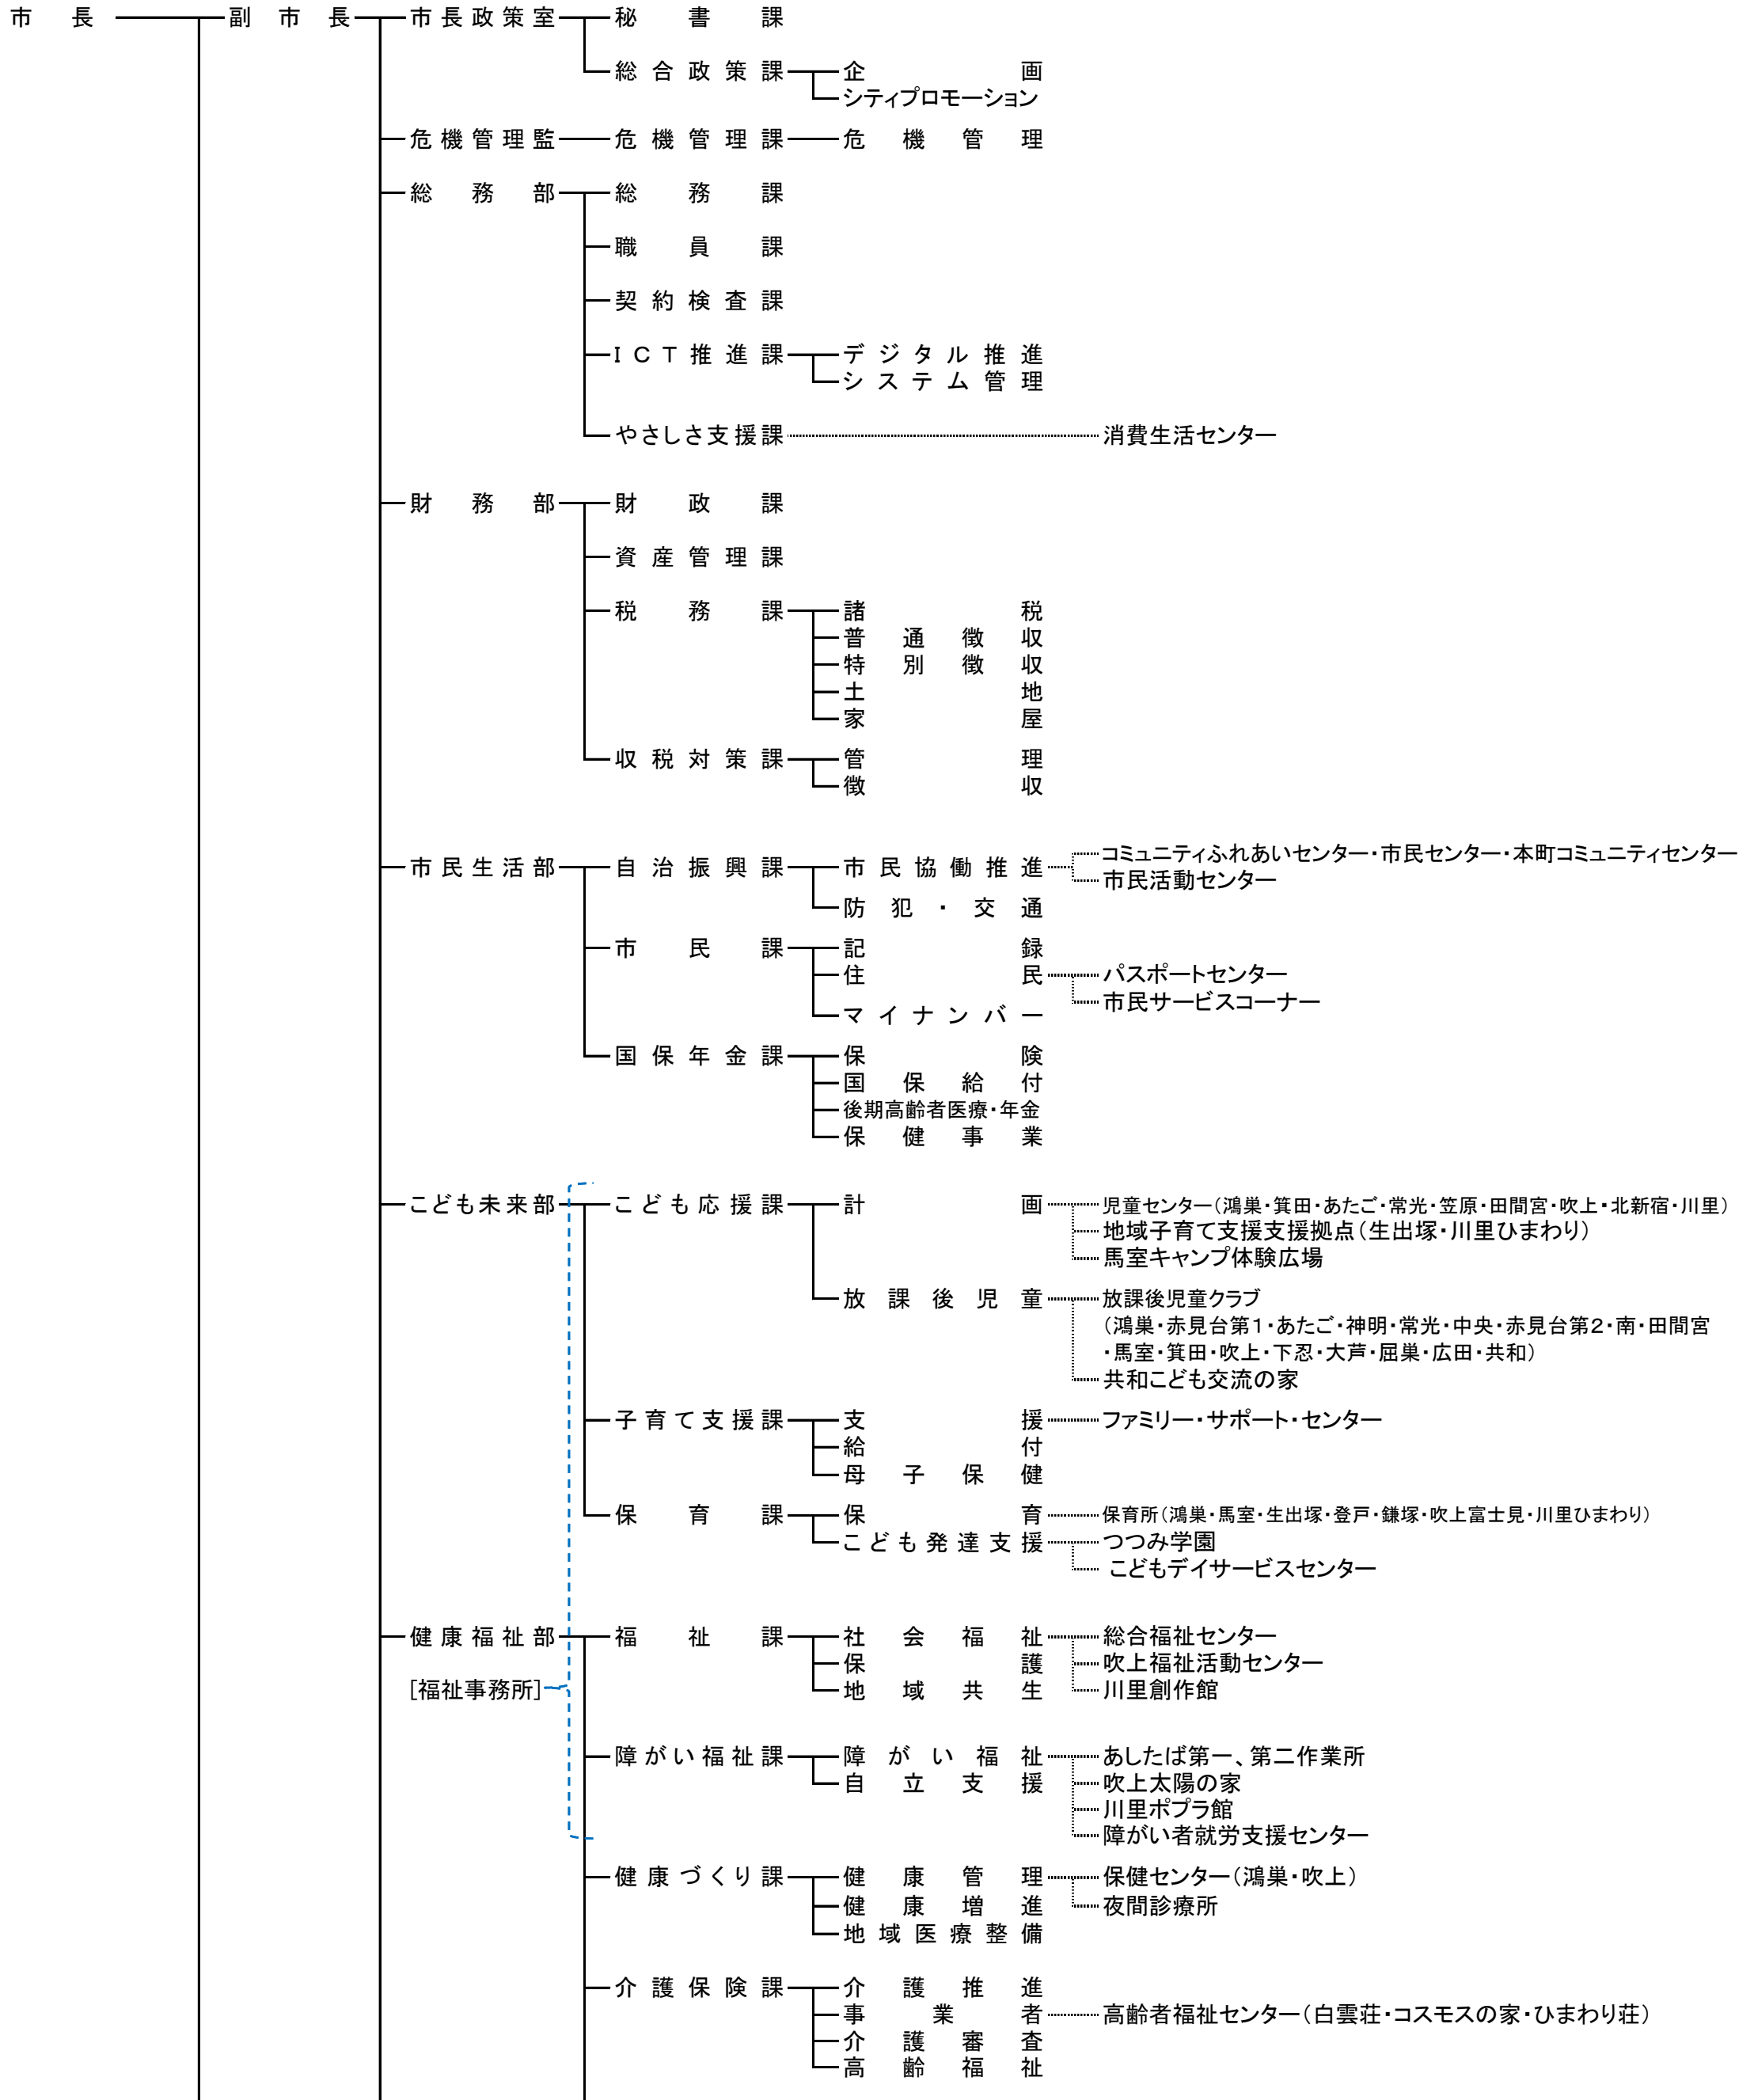 市長 副市長 市長政策室 秘書課
総合政策課 企画
シティプロモーション
危機管理監 危機管理課 危機管理
総務部 総務課
職員課
契約検査課
ICT推進課 デジタル推進
システム管理
やさしさ支援課 消費生活センター
財務部 財政課
資産管理課
税務課 諸税
普通徴収
特別徴収
土地
家屋
収税対策課 管理
徴収
コミュニティふれあいセンター・市民センター・本町コミュニティセンター
市民生活部 自治振興課 市民協働推進
市民活動センター
防犯・交通
市民課 記録
住民 パスポートセンター
市民サービスコーナー
マイナンバー
国保年金課 保険
国保給付
後期高齢者医療・年金
保健事業
こども未来部 こども応援課 計画 児童センター(鴻巣・箕田・あたご・常光・笠原・田間宮・吹上・北新宿・川里)
地域子育て支援支援拠点(生出塚・川里ひまわり)
馬室キャンプ体験広場
放課後児童 放課後児童クラブ
(鴻巣・赤見台第1・あたご・神明・常光・中央・赤見台第2・南・田間宮
・馬室・箕田・吹上・下忍・大芦・屈巣・広田・共和)
共和こども交流の家
子育て支援課 支援 ファミリー・サポート・センター
給付
母子保健
保育課 保育 保育所(鴻巣・馬室・生出塚・登戸・鎌塚・吹上富士見・川里ひまわり)
こども発達支援 つつみ学園
こどもデイサービスセンター
健康福祉部 福祉課 社会福祉 総合福祉センター
保護 吹上福祉活動センター
[福祉事務所] 地域共生 川里創作館
障がい福祉課 障がい福祉 あしたば第一、第二作業所
自立支援 吹上太陽の家
川里ポプラ館
障がい者就労支援センター
健康づくり課 健康管理 保健センター(鴻巣・吹上)
健康増進 夜間診療所
地域医療整備
介護保険課 介護推進
事業者 高齢者福祉センター(白雲荘・コスモスの家・ひまわり荘)
介護審査
高齢福祉